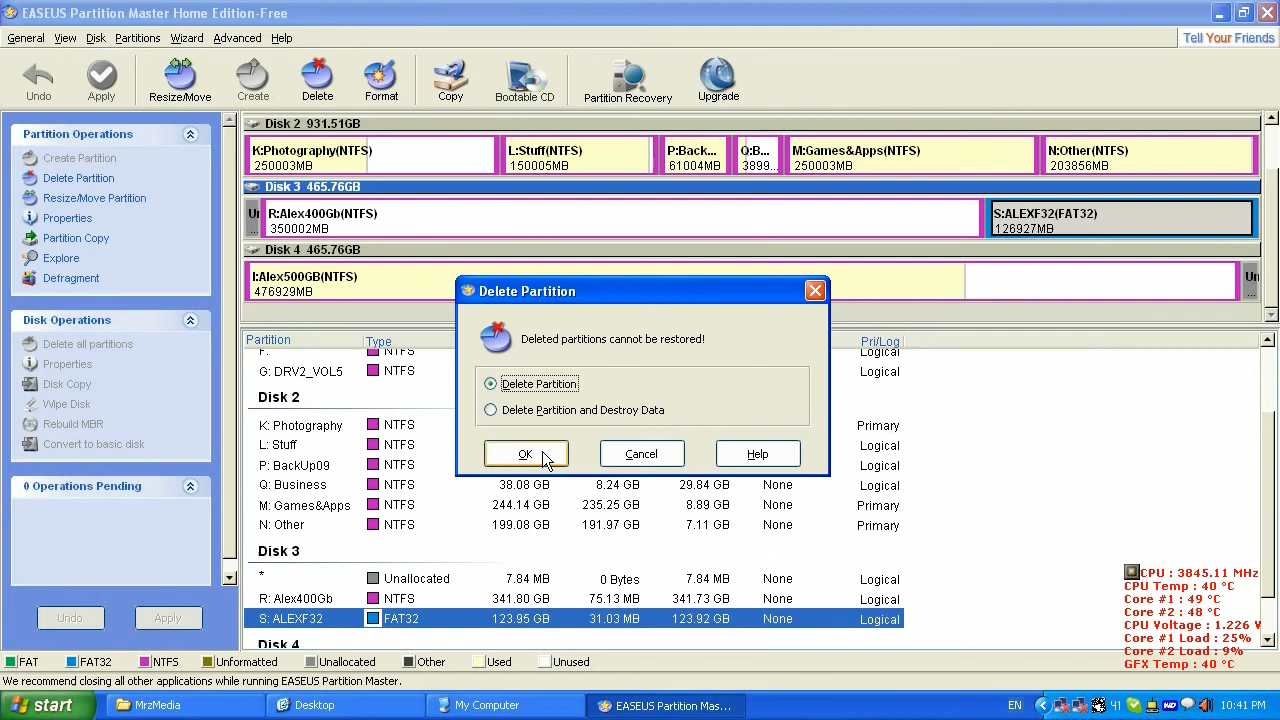 EASEUS Partition Master Home Edition-Free
General View Disk Partitions Wizard Advanced Help
Tell Your Friends
Undo Apply Resize/Move Create Delete Format Copy Bootable CD Partition Recovery Upgrade
Partition Operations
Create Partition
Delete Partition
Resize/Move Partition
Properties
Partition Copy
Explore
Defragment
Disk Operations
Delete all partitions
Properties
Disk Copy
Wipe Disk
Rebuild MBR
Convert to basic disk
0 Operations Pending
Undo Apply
Disk 2 931.51GB
K:Photography(NTFS) L:Stuff(NTFS) P:Back... Q:B... M:Games&Apps(NTFS) N:Other(NTFS)
250003MB 150005MB 61004MB 3899... 250003MB 203856MB
Disk 3 465.76GB
R:Alex400Gb(NTFS) S:ALEXF32(FAT32)
... 350002MB 126927MB
Disk 4 465.76GB
I:Alex500GB(NTFS) Un
476929MB ...
Partition Type Pri/Log
F: NTFS Logical
G: DRV2_VOL5 NTFS Logical
Disk 2
K: Photography NTFS Primary
L: Stuff NTFS Logical
P: BackUp09 NTFS Logical
Q: Business NTFS 38.08 GB 8.24 GB 29.84 GB None Logical
M: Games&Apps NTFS 244.14 GB 235.25 GB 8.89 GB None Primary
N: Other NTFS 199.08 GB 191.97 GB 7.11 GB None Primary
Disk 3
* Unallocated 7.84 MB 0 Bytes 7.84 MB None Logical
R: Alex400Gb NTFS 341.80 GB 75.13 MB 341.73 GB None Logical
S: ALEXF32 FAT32 123.95 GB 31.03 MB 123.92 GB None Logical
Disk 4
Delete Partition
Deleted partitions cannot be restored!
Delete Partition
Delete Partition and Destroy Data
OK Cancel Help
CPU : 3845.11 MHz
CPU Temp : 40 °C
Core #1 : 49 °C
Core #2 : 48 °C
CPU Voltage : 1.226 V
Core #1 Load : 25%
Core #2 Load : 9%
GFX Temp : 40 °C
FAT FAT32 NTFS Unformatted Unallocated Other Used Unused
We recommend closing all other applications while running EASEUS Partition Master.
start MrzMedia Desktop My Computer EASEUS Partition Mas... EN 41 10:41 PM